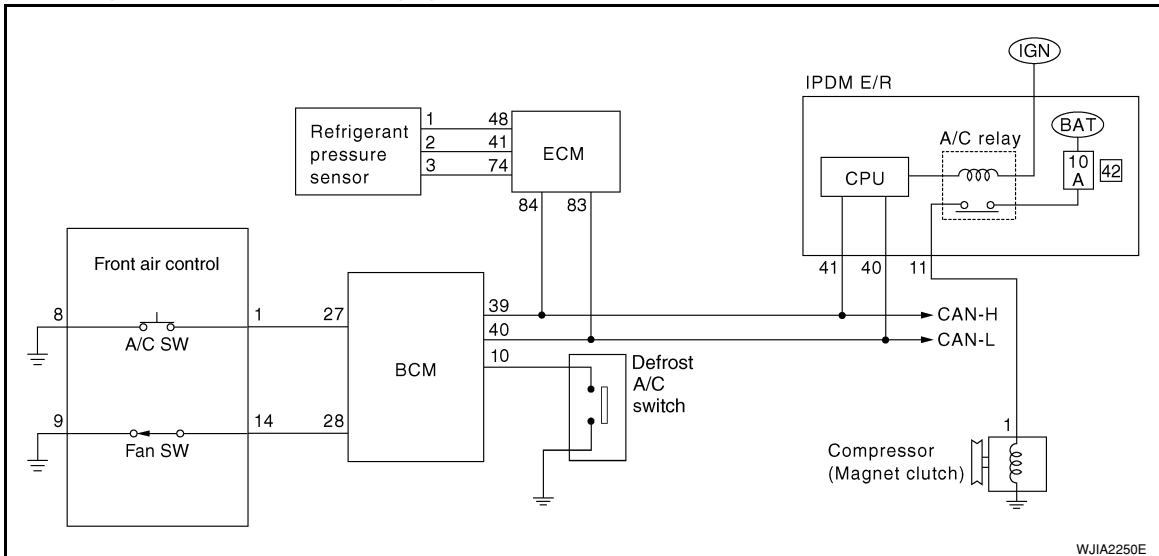 IGN
IPDM E/R
BAT
A/C relay
10
A
42
CPU
Refrigerant
pressure
sensor
1
2
3
48
41
74
ECM
84
83
41
40
11
Front air control
8
A/C SW
1
27
9
Fan SW
14
28
BCM
39
40
10
CAN-H
CAN-L
Defrost
A/C
switch
1
Compressor
(Magnet clutch)
WJIA2250E